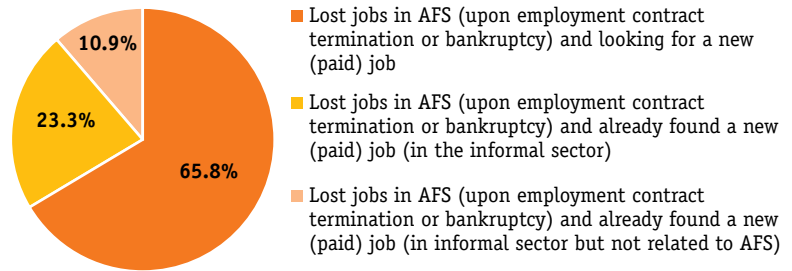 10.9%
23.3%
65.8%
Lost jobs in AFS (upon employment contract
termination or bankruptcy) and looking for a new
(paid) job
Lost jobs in AFS (upon employment contract
termination or bankruptcy) and already found a new
(paid) job (in the informal sector)
Lost jobs in AFS (upon employment contract
termination or bankruptcy) and already found a new
(paid) job (in informal sector but not related to AFS)